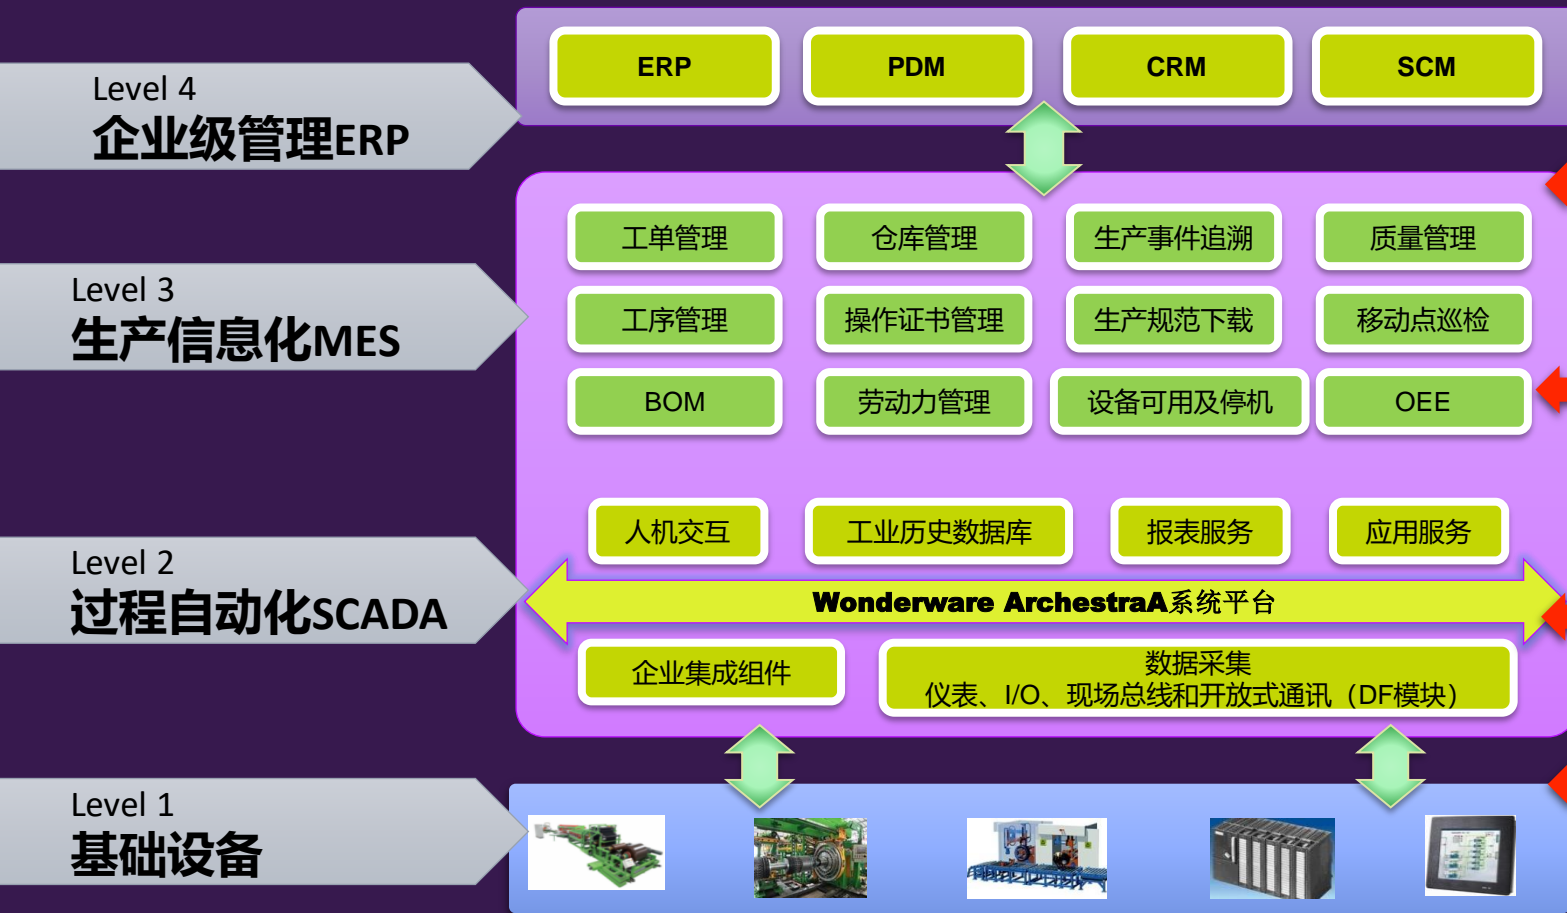 Level 4
企业级管理ERP
ERP
PDM
CRM
SCM
Level 3
生产信息化MES
工单管理
仓库管理
生产事件追溯
质量管理
工序管理
操作证书管理
生产规范下载
移动点巡检
BOM
劳动力管理
设备可用及停机
OEE
Level 2
过程自动化SCADA
人机交互
工业历史数据库
报表服务
应用服务
Wonderware ArchestraA系统平台
企业集成组件
数据采集
仪表、I/O、现场总线和开放式通讯（DF模块）
Level 1
基础设备